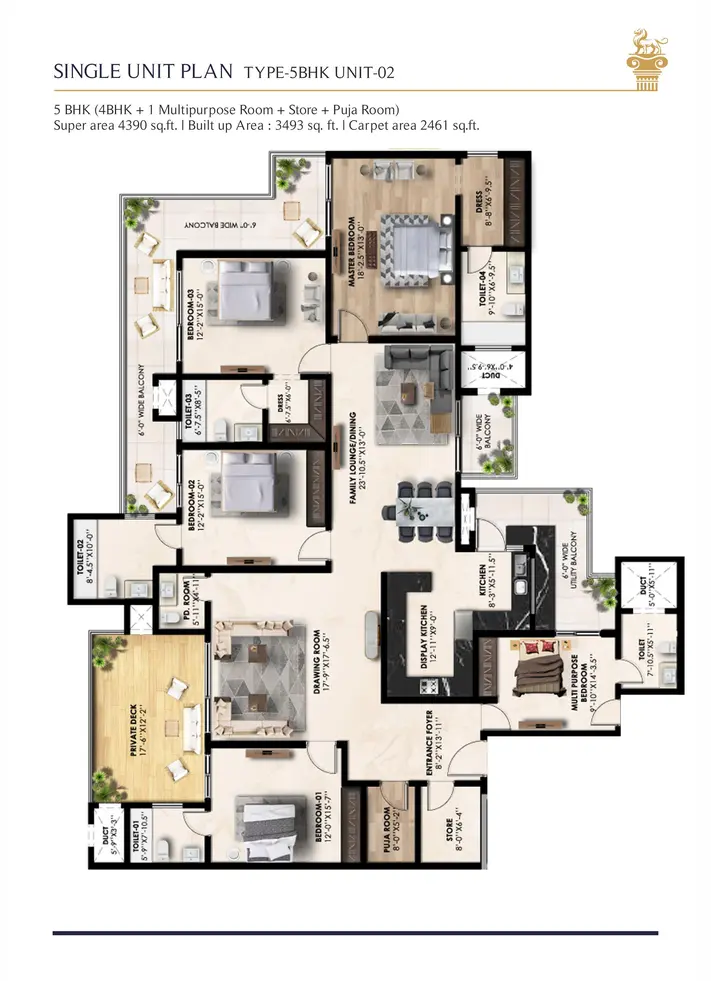 SINGLE UNIT PLAN TYPE-5BHK UNIT-02
5 BHK (4BHK + 1 Multipurpose Room + Store + Puja Room)
Super area 4390 sq.ft. l Built up Area : 3493 sq. ft. l Carpet area 2461 sq.ft.
6'-0" WIDE BALCONY
MASTER BEDROOM
18'-2.5"X13'-0"
DRESS
8'-8"X6'-9.5"
TOILET-04
9'-10"X6'-9.5"
BEDROOM-03
12'-2"X15'-0"
DUCT
4'-0"X6'-9.5"
6'-0" WIDE BALCONY
TOILET-03
6'-7.5"X8'-5"
DRESS
6'-7.5"X6'-0"
FAMILY LOUNGE/DINING
23'-10.5"X13'-0"
6'-0" WIDE
BALCONY
BEDROOM-02
12'-2"X15'-0"
TOILET-02
8'-4.5"X10'-0"
PD. ROOM
5'-11"X4'-11"
KITCHEN
8'-3"X5'-11.5"
6'-0" WIDE
UTILITY BALCONY
DUCT
5'-0"X5'-11"
DISPLAY KITCHEN
12'-11"X9'-0"
TOILET
7'-10.5"X5'-11"
DRAWING ROOM
17'-9"X17'-6.5"
MULTI PURPOSE
BEDROOM
9'-10"X14'-3.5"
PRIVATE DECK
17'-6"X12'-2"
ENTRANCE FOYER
8'-2"X13'-11"
DUCT
5'-9"X3'-3"
TOILET-01
5'-9"X7'-10.5"
BEDROOM-01
12'-0"X15'-7"
PUJA ROOM
8'-0"X5'-2"
STORE
8'-0"X6'-4"